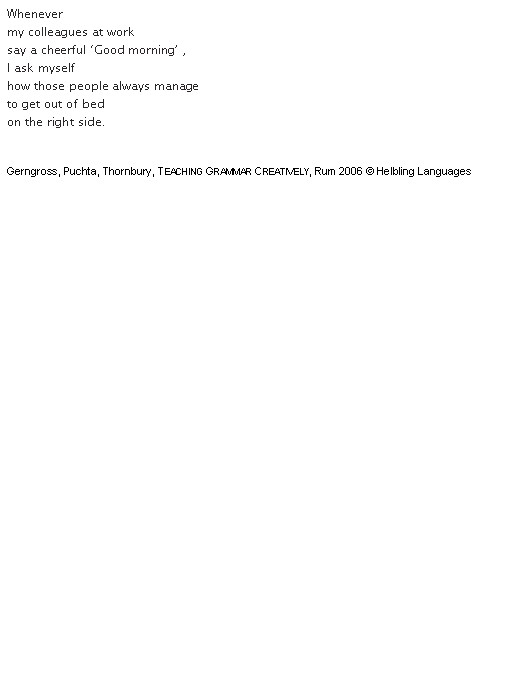 Whenever
my colleagues at work
say a cheerful ‘Good morning’ ,
I ask myself
how those people always manage
to get out of bed
on the right side.
Gerngross, Puchta, Thornbury, TEACHING GRAMMAR CREATIVELY, Rum 2006 © Helbling Languages